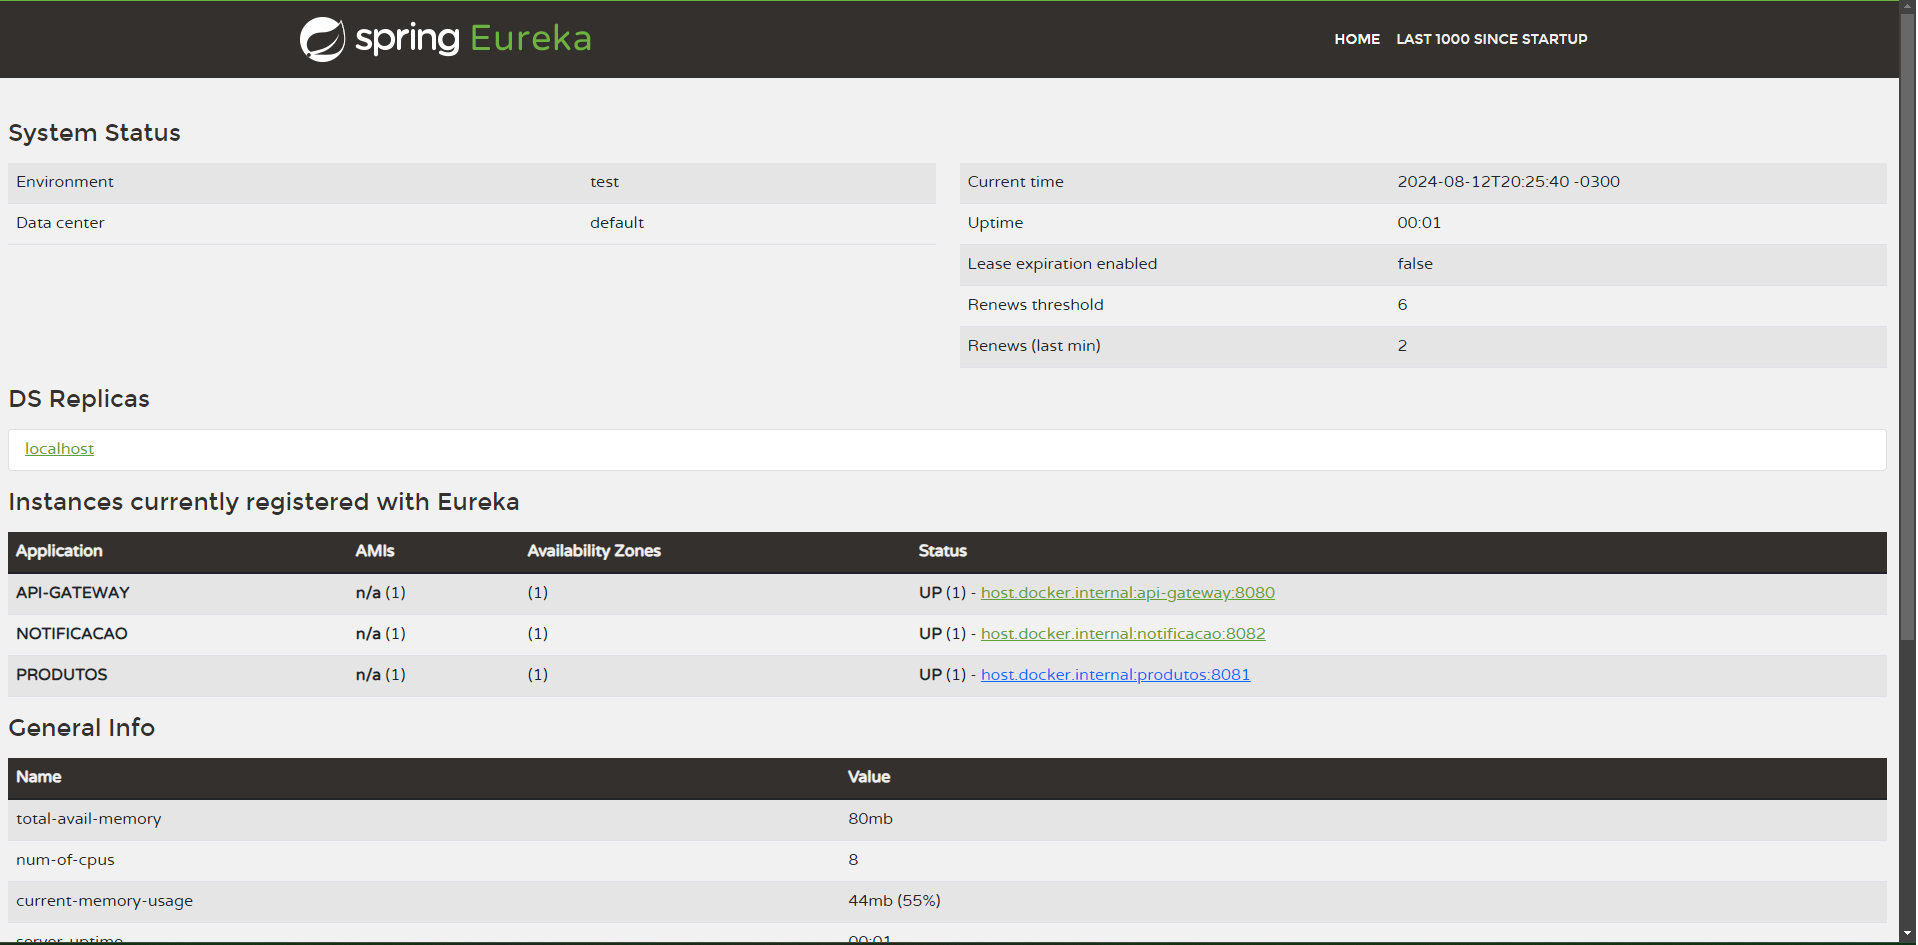 spring Eureka
HOME LAST 1000 SINCE STARTUP
System Status
Environment test
Data center default
Current time 2024-08-12T20:25:40 -0300
Uptime 00:01
Lease expiration enabled false
Renews threshold 6
Renews (last min) 2
DS Replicas
localhost
Instances currently registered with Eureka
Application AMIs Availability Zones Status
API-GATEWAY n/a (1) (1) UP (1) - host.docker.internal:api-gateway:8080
NOTIFICACAO n/a (1) (1) UP (1) - host.docker.internal:notificacao:8082
PRODUTOS n/a (1) (1) UP (1) - host.docker.internal:produtos:8081
General Info
Name Value
total-avail-memory 80mb
num-of-cpus 8
current-memory-usage 44mb (55%)
server-uptime 00:01